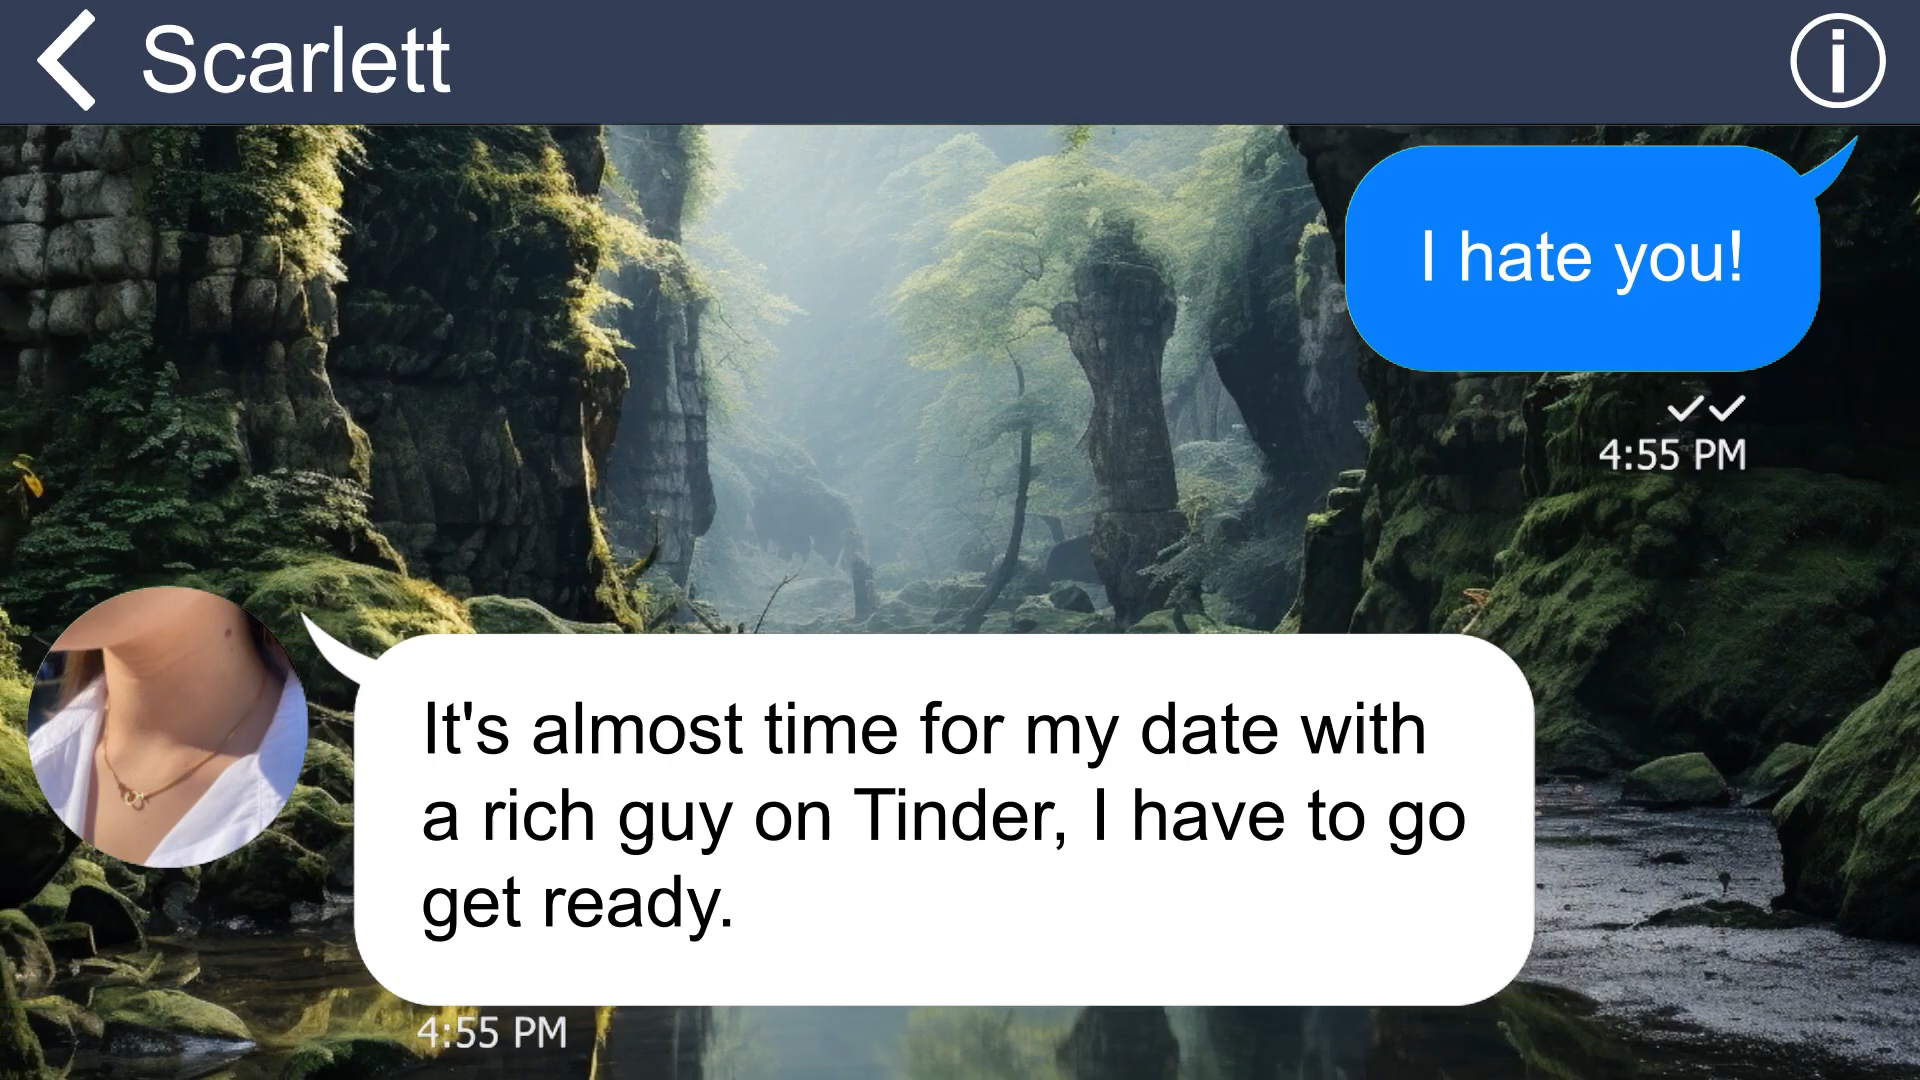 Scarlett
I hate you!
4:55 PM
It's almost time for my date with
a rich guy on Tinder, I have to go
get ready.
4:55 PM